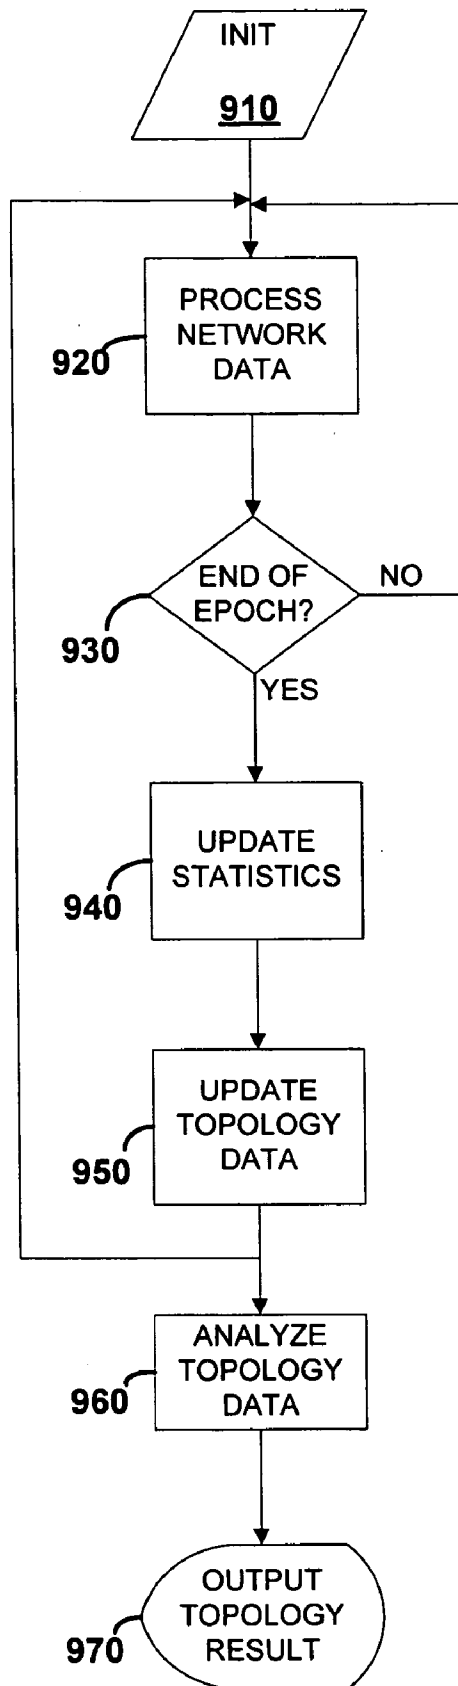 INIT
910
PROCESS
NETWORK
DATA
920
END OF
EPOCH?
NO
930
YES
UPDATE
STATISTICS
940
UPDATE
TOPOLOGY
DATA
950
ANALYZE
TOPOLOGY
DATA
960
OUTPUT
TOPOLOGY
RESULT
970